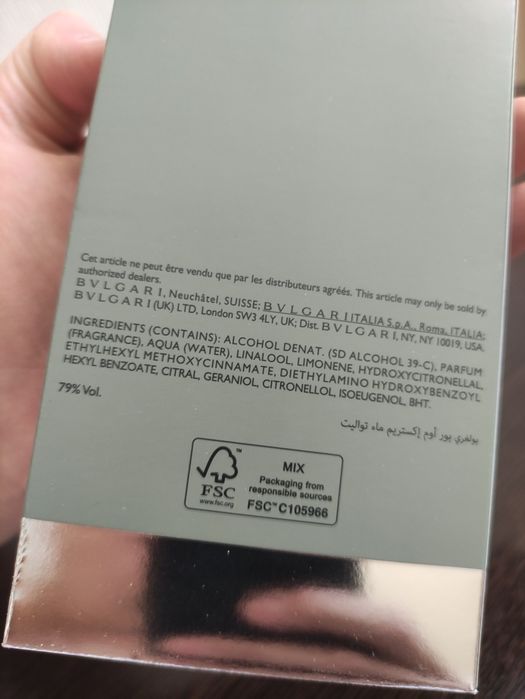 Cet article ne peut être vendu que par les distributeurs agréés. This article may only be sold by
authorized dealers.
BVLGARI, Neuchâtel, SUISSE; BVLGARI ITALIA S.p.A., Roma, ITALIA;
BVLGARI (UK) LTD, London SW3 4LY, UK; Dist. BVLGARI, NY, NY 10019, USA.
INGREDIENTS (CONTAINS): ALCOHOL DENAT. (SD ALCOHOL 39-C), PARFUM
(FRAGRANCE), AQUA (WATER), LINALOOL, LIMONENE, HYDROXYCITRONELLAL,
ETHYLHEXYL METHOXYCINNAMATE, DIETHYLAMINO HYDROXYBENZOYL
HEXYL BENZOATE, CITRAL, GERANIOL, CITRONELLOL, ISOEUGENOL, BHT.
79% Vol.
بولغري بور أوم إكستريم ماء تواليت
FSC™
www.fsc.org
MIX
Packaging from
responsible sources
FSC™ C105966